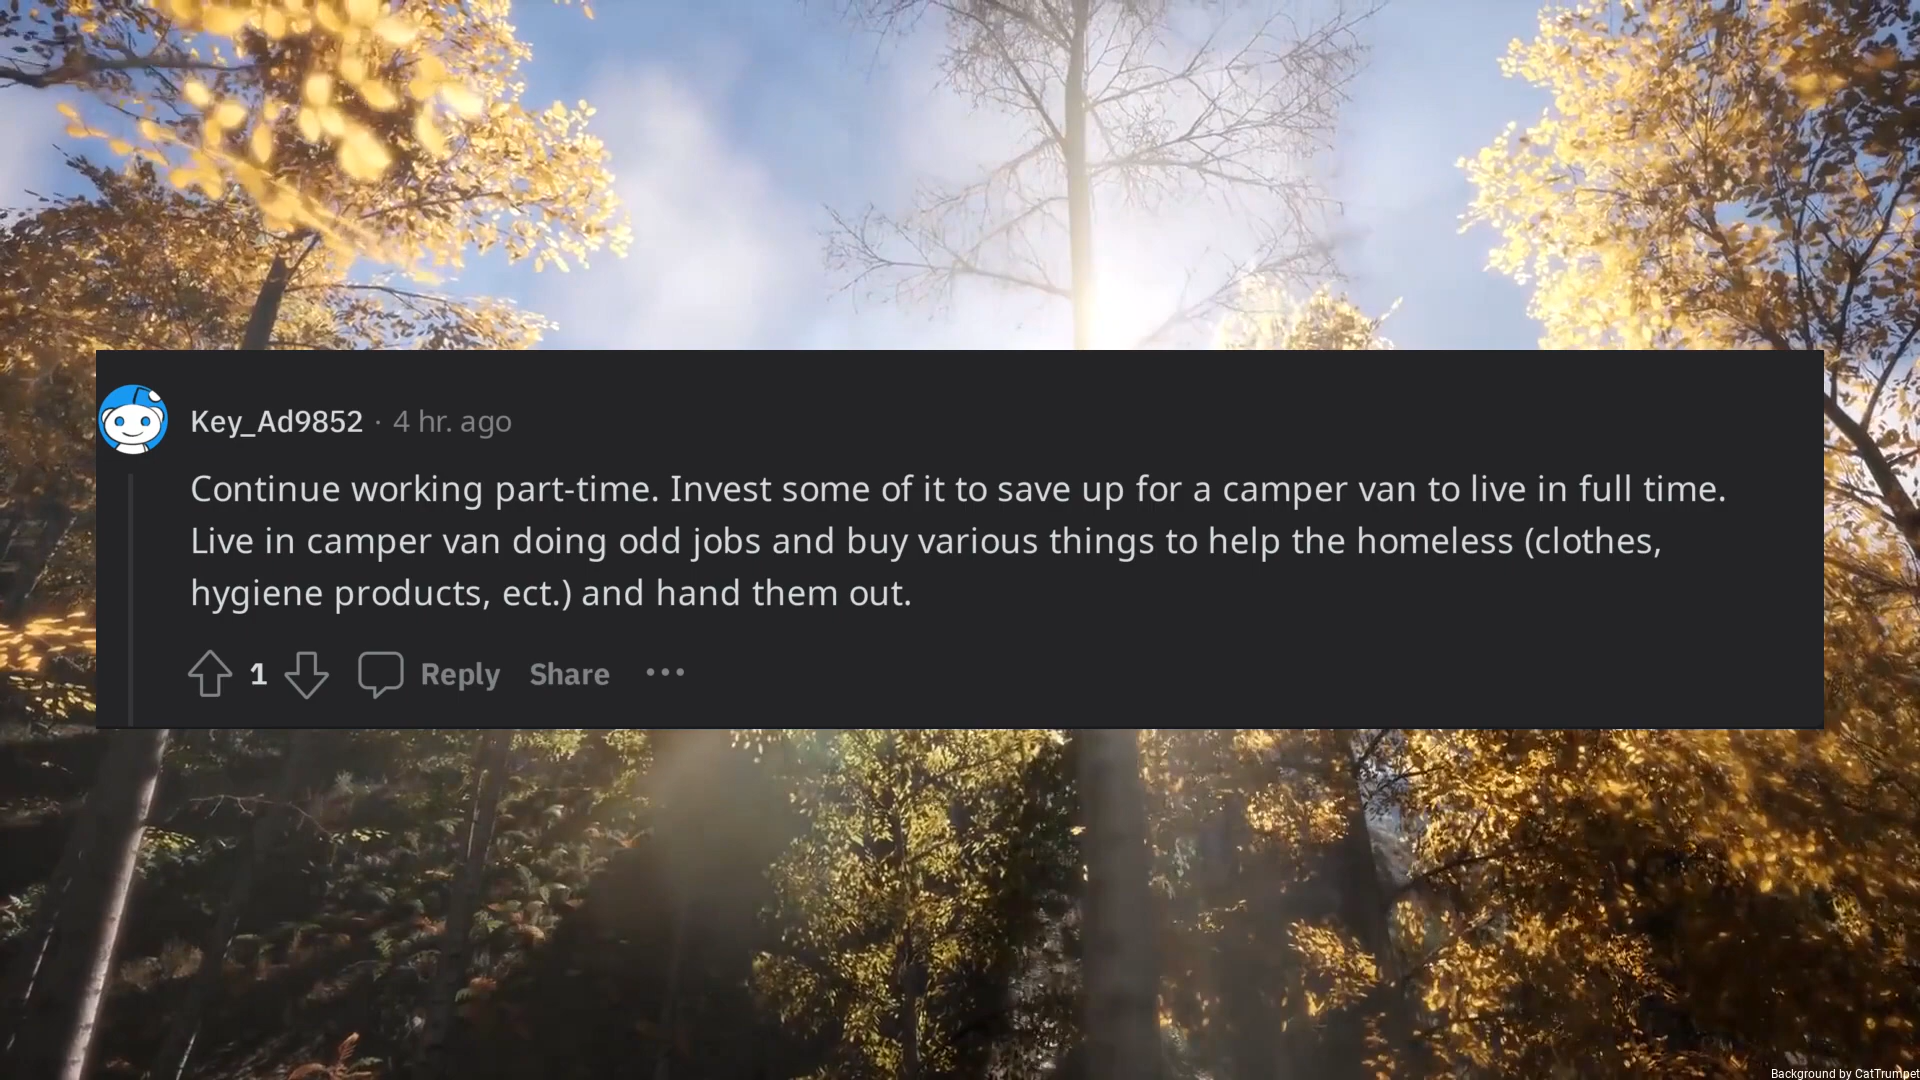 Key_Ad9852 · 4 hr. ago
Continue working part-time. Invest some of it to save up for a camper van to live in full time.
Live in camper van doing odd jobs and buy various things to help the homeless (clothes,
hygiene products, ect.) and hand them out.
1 Reply Share ···
Background by CatTrumpet